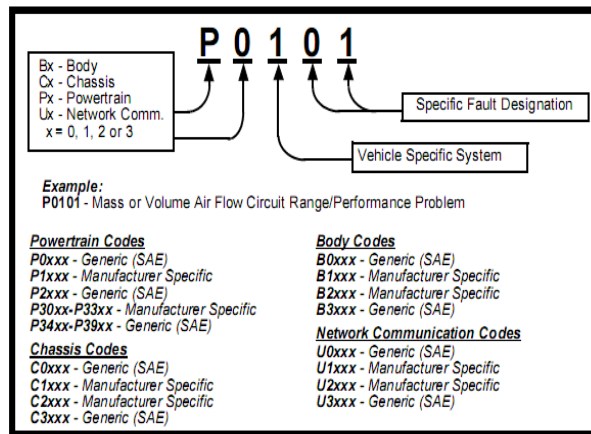 P 0 1 0 1
Bx - Body
Cx - Chassis
Px - Powertrain
Ux - Network Comm.
x = 0, 1, 2 or 3
Specific Fault Designation
Vehicle Specific System
Example:
P0101 - Mass or Volume Air Flow Circuit Range/Performance Problem
Powertrain Codes
P0xxx - Generic (SAE)
P1xxx - Manufacturer Specific
P2xxx - Generic (SAE)
P30xx-P33xx - Manufacturer Specific
P34xx-P39xx - Generic (SAE)
Chassis Codes
C0xxx - Generic (SAE)
C1xxx - Manufacturer Specific
C2xxx - Manufacturer Specific
C3xxx - Generic (SAE)
Body Codes
B0xxx - Generic (SAE)
B1xxx - Manufacturer Specific
B2xxx - Manufacturer Specific
B3xxx - Generic (SAE)
Network Communication Codes
U0xxx - Generic (SAE)
U1xxx - Manufacturer Specific
U2xxx - Manufacturer Specific
U3xxx - Generic (SAE)